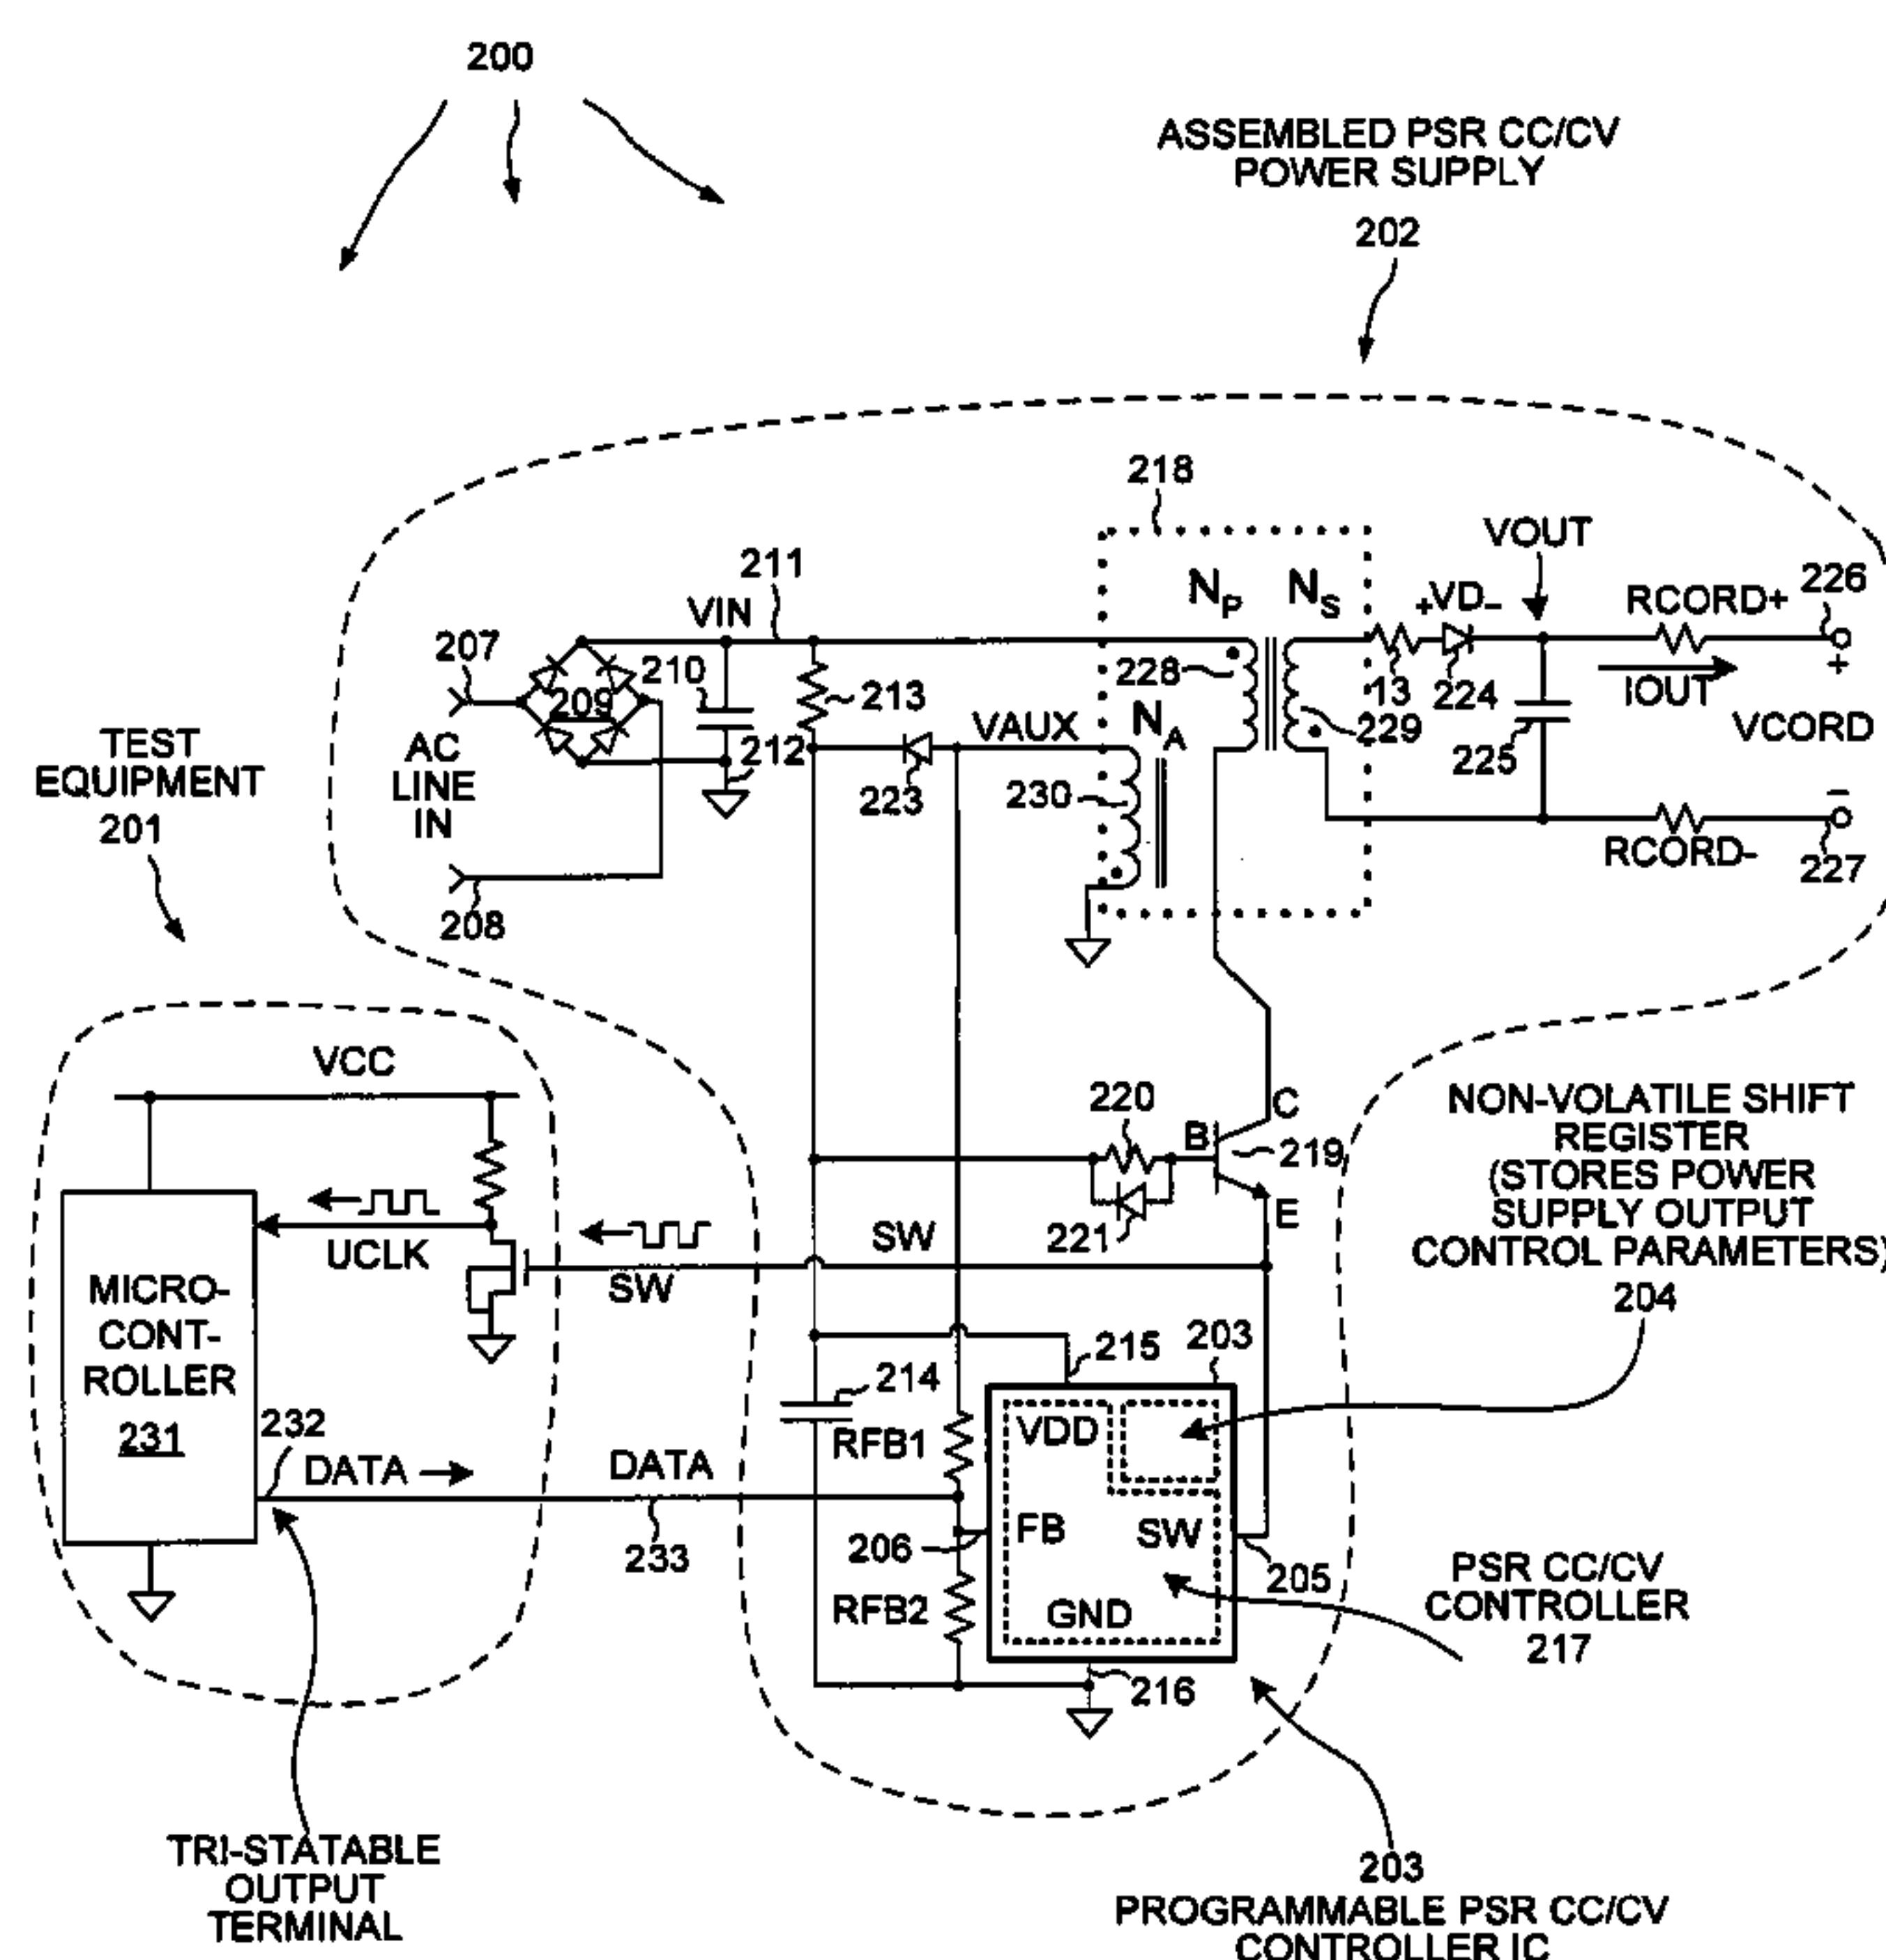 200
ASSEMBLED PSR CC/CV
POWER SUPPLY
202
218
VOUT
211
N_P
N_S
+VD-
RCORD+
226
VIN
207
210
228
13
224
IOUT
+
209
213
VAUX
N_A
229
VCORD
TEST
EQUIPMENT
201
AC
LINE
IN
212
223
230
225
-
RCORD-
227
208
VCC
220
C
B
219
NON-VOLATILE SHIFT
REGISTER
(STORES POWER
SUPPLY OUTPUT
CONTROL PARAMETERS)
204
221
E
UCLK
SW
SW
MICRO-
CONT-
ROLLER
231
215
203
214
232
RFB1
VDD
DATA
DATA
206
FB
SW
233
205
RFB2
GND
PSR CC/CV
CONTROLLER
217
216
TRI-STATABLE
OUTPUT
TERMINAL
203
PROGRAMMABLE PSR CC/CV
CONTROLLER IC